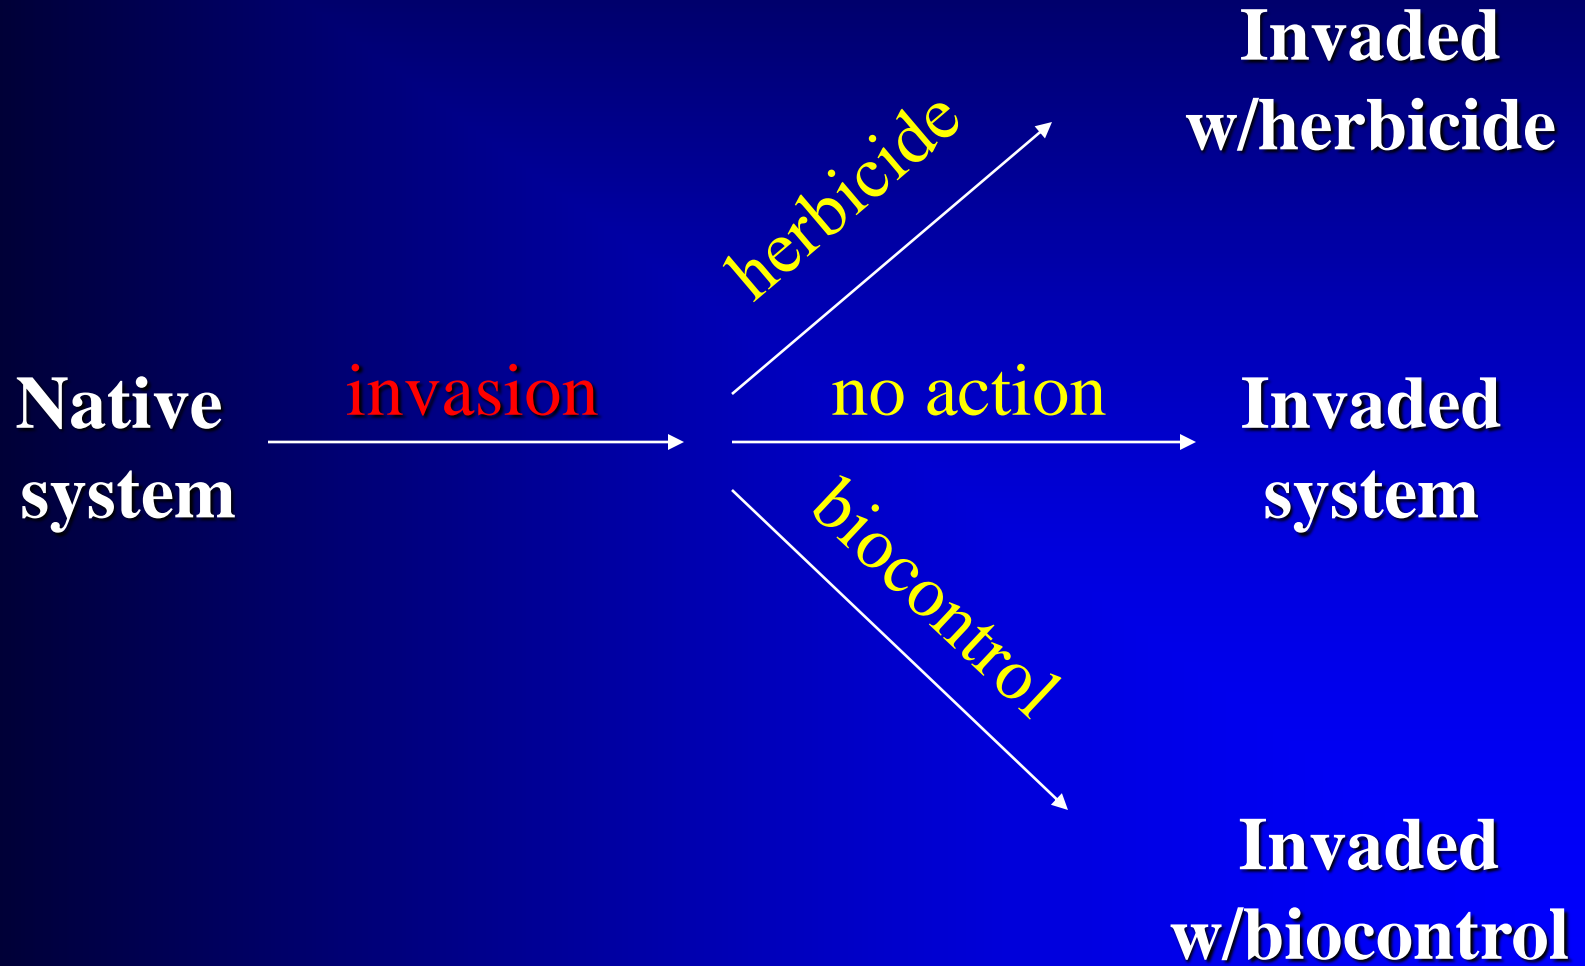 Invaded
w/herbicide
herbicide
Native
system
invasion
no action
Invaded
system
biocontrol
Invaded
w/biocontrol